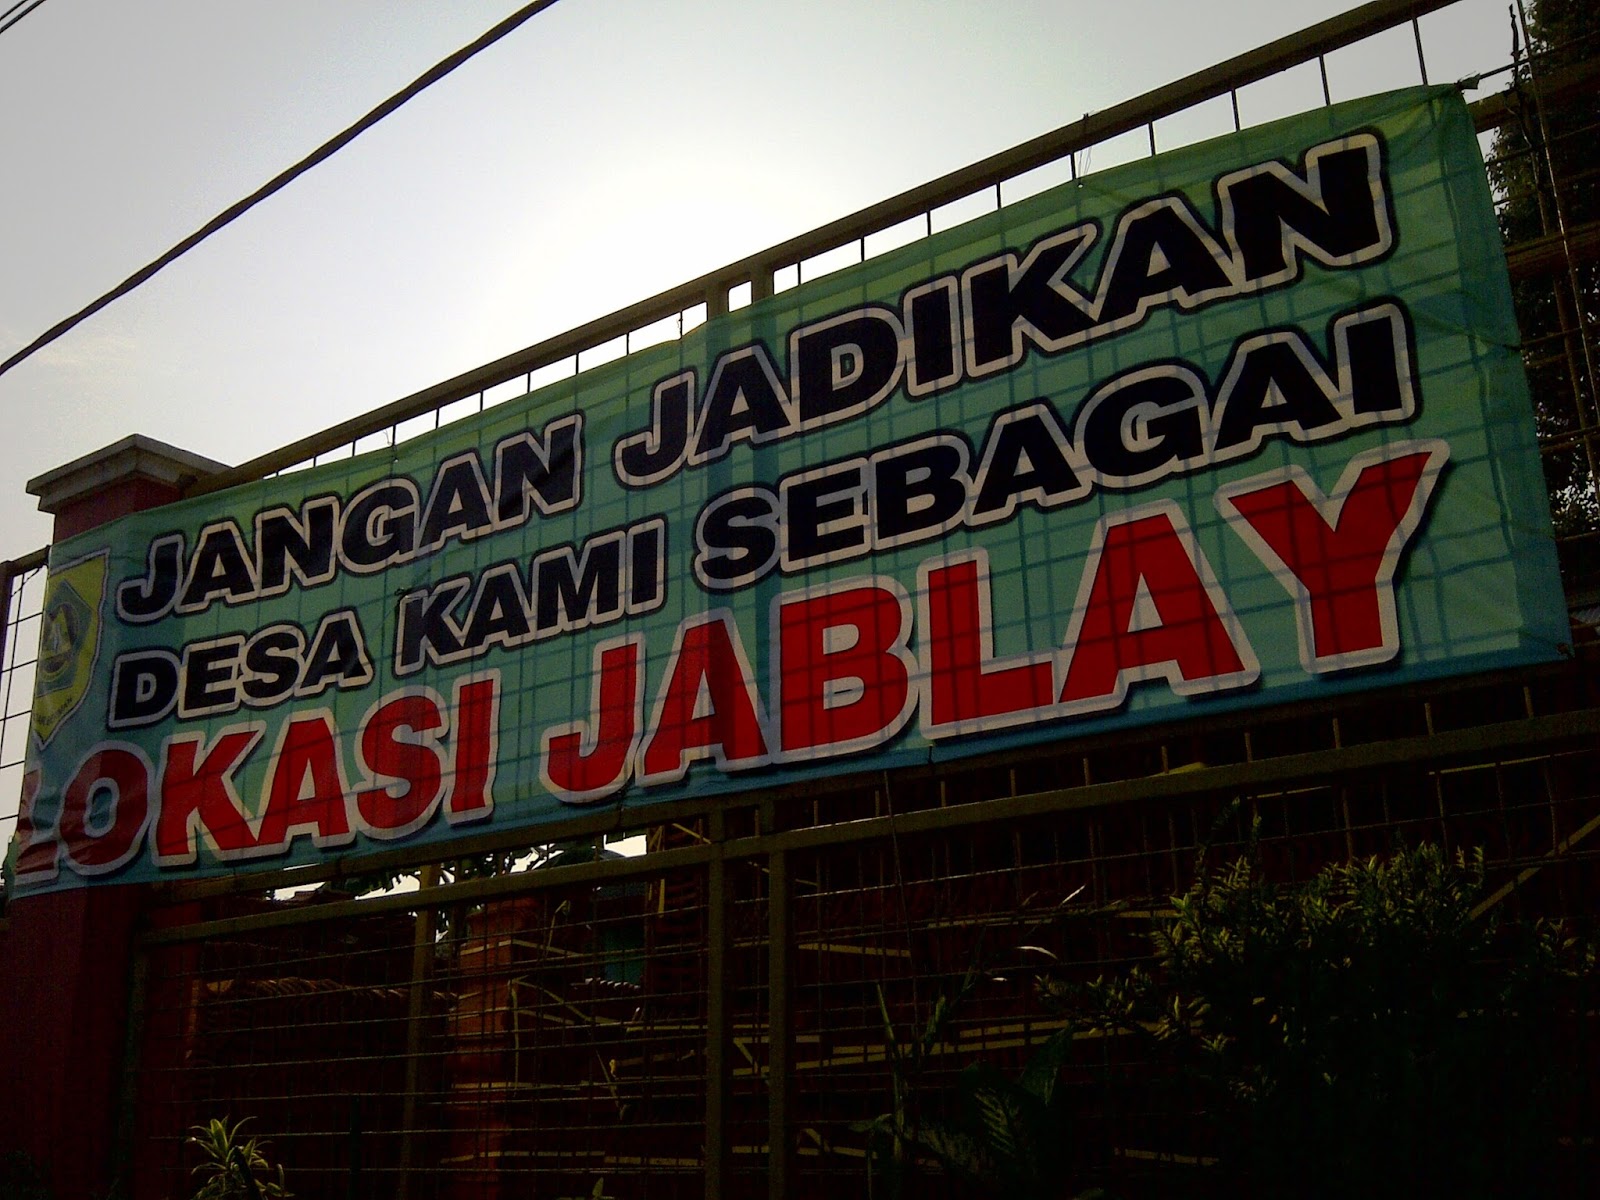 JANGAN JADIKAN
DESA KAMI SEBAGAI
LOKASI JABLAY